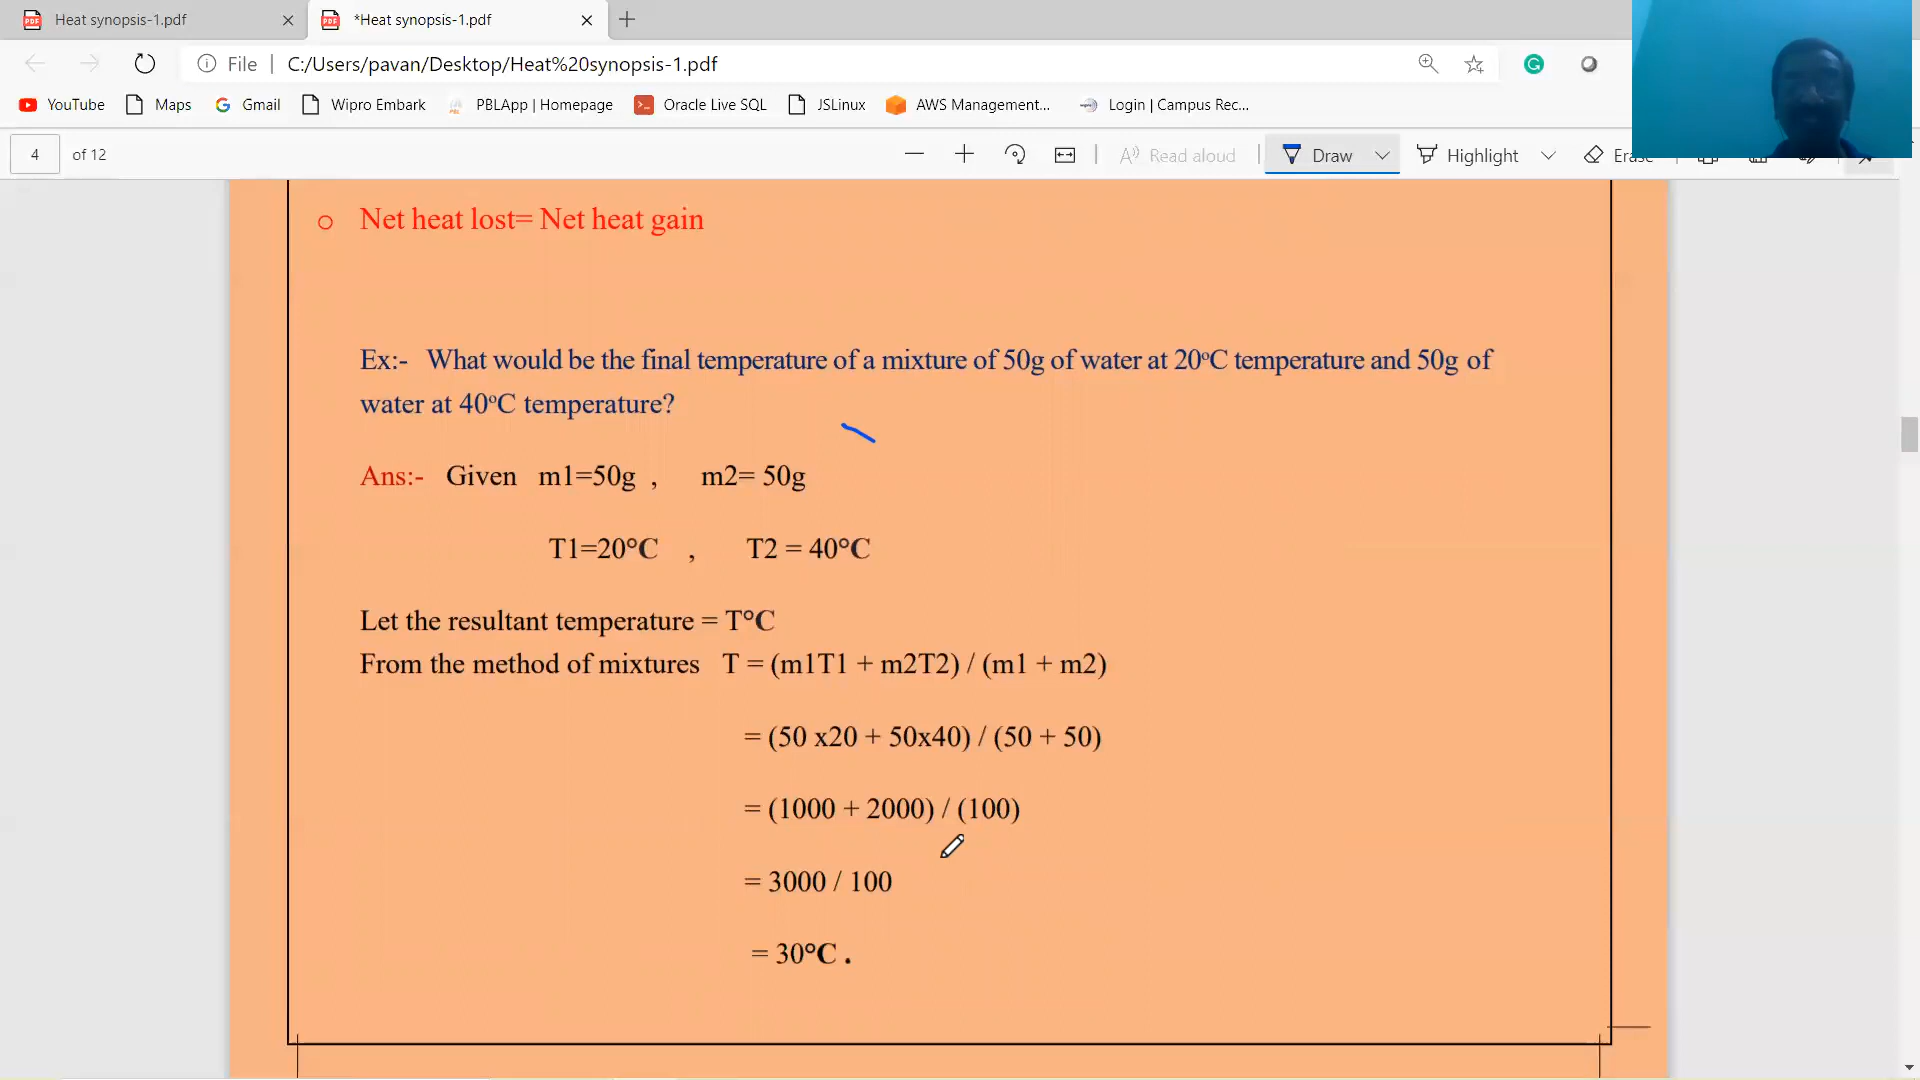 Heat synopsis-1.pdf
*Heat synopsis-1.pdf
File
C:/Users/pavan/Desktop/Heat%20synopsis-1.pdf
YouTube Maps Gmail Wipro Embark PBLApp | Homepage Oracle Live SQL JSLinux AWS Management... Login | Campus Rec...
4 of 12 Read aloud Draw Highlight Erase
o Net heat lost= Net heat gain
Ex:- What would be the final temperature of a mixture of 50g of water at 20°C temperature and 50g of
water at 40°C temperature?
Ans:- Given m1=50g , m2= 50g
T1=20°C , T2 = 40°C
Let the resultant temperature = T°C
From the method of mixtures T = (m1T1 + m2T2) / (m1 + m2)
= (50 x20 + 50x40) / (50 + 50)
= (1000 + 2000) / (100)
= 3000 / 100
= 30°C .